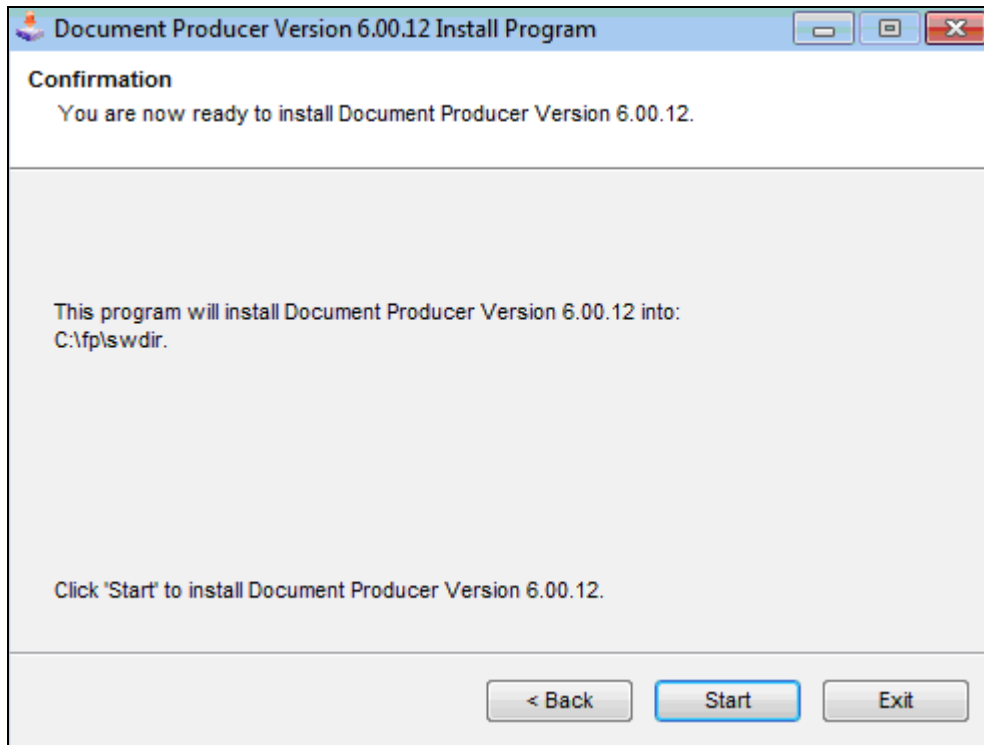 Document Producer Version 6.00.12 Install Program
Confirmation
You are now ready to install Document Producer Version 6.00.12.
This program will install Document Producer Version 6.00.12 into:
C:\fp\swdir.
Click 'Start' to install Document Producer Version 6.00.12.
< Back
Start
Exit